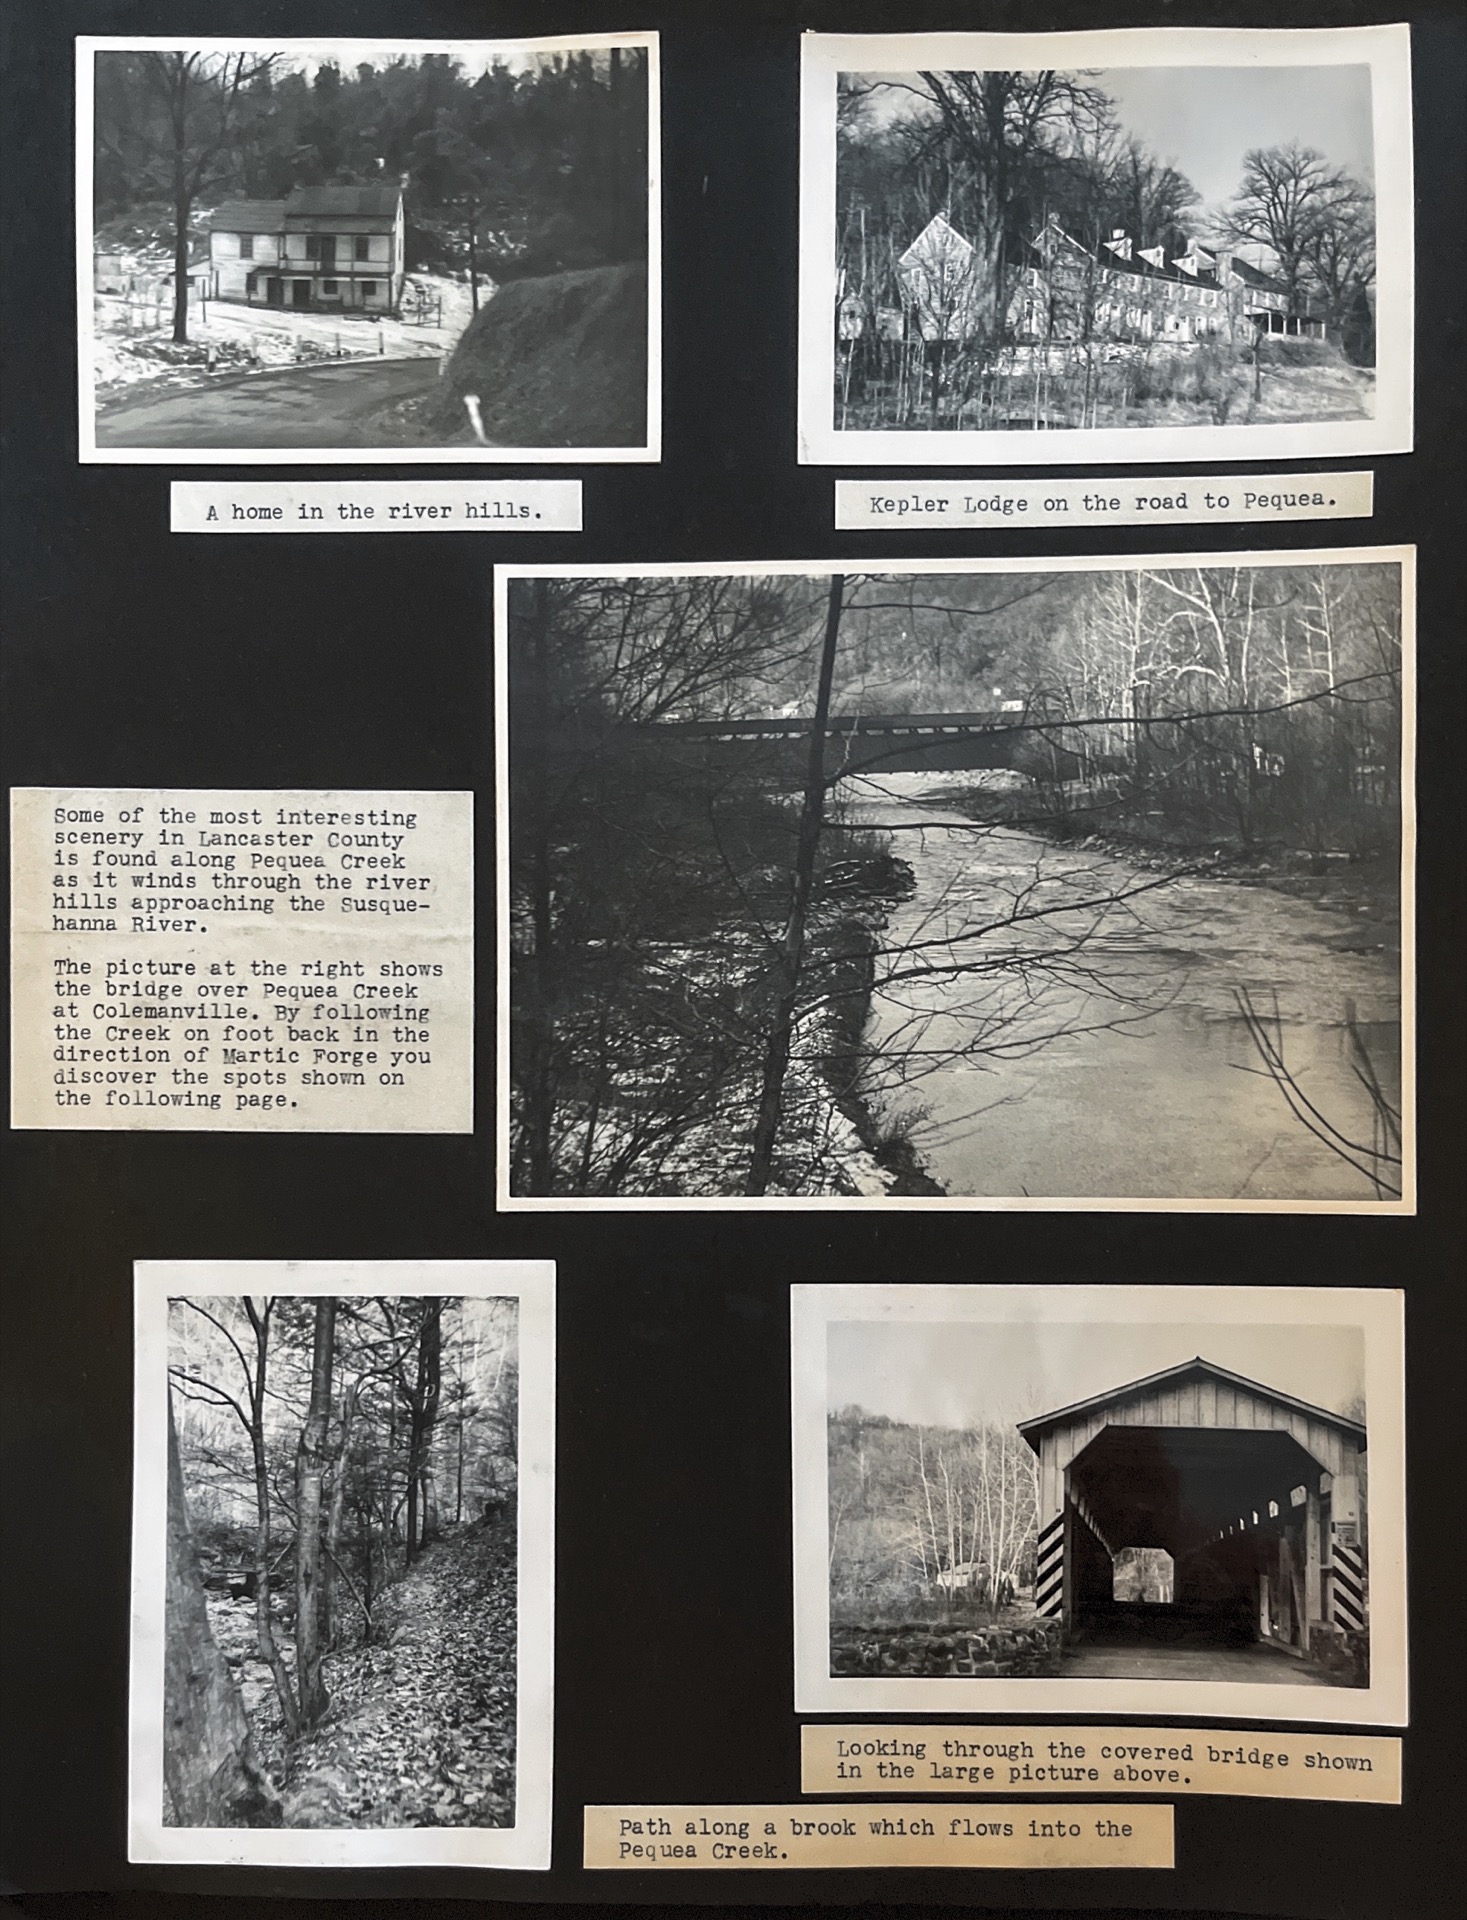 A home in the river hills.
Kepler Lodge on the road to Pequea.
Some of the most interesting
scenery in Lancaster County
is found along Pequea Creek
as it winds through the river
hills approaching the Susque-
hanna River.
The picture at the right shows
the bridge over Pequea Creek
at Colemanville. By following
the Creek on foot back in the
direction of Martic Forge you
discover the spots shown on
the following page.
Looking through the covered bridge shown
in the large picture above.
Path along a brook which flows into the
Pequea Creek.